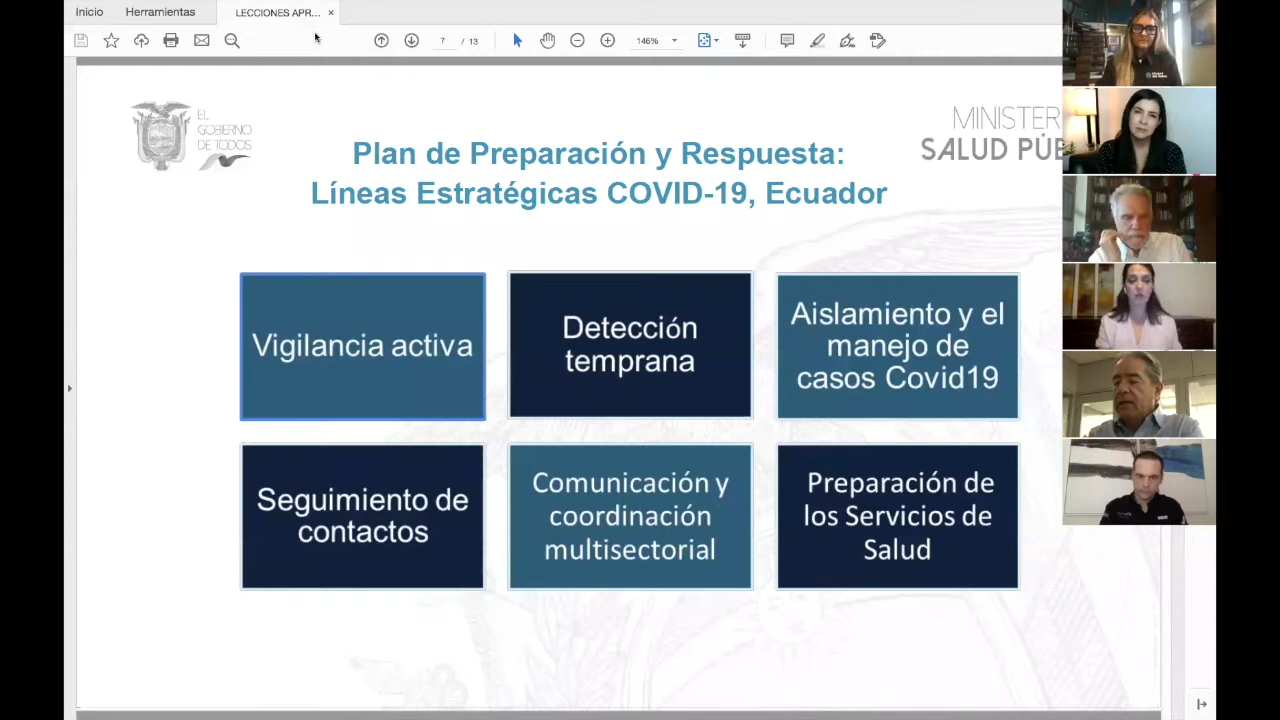 Inicio
Herramientas
LECCIONES APR... ×
7 / 13
146%
EL
GOBIERNO
DE TODOS
MINISTER
SALUD PÚB
Plan de Preparación y Respuesta:
Líneas Estratégicas COVID-19, Ecuador
Vigilancia activa
Detección
temprana
Aislamiento y el
manejo de
casos Covid19
Seguimiento de
contactos
Comunicación y
coordinación
multisectorial
Preparación de
los Servicios de
Salud